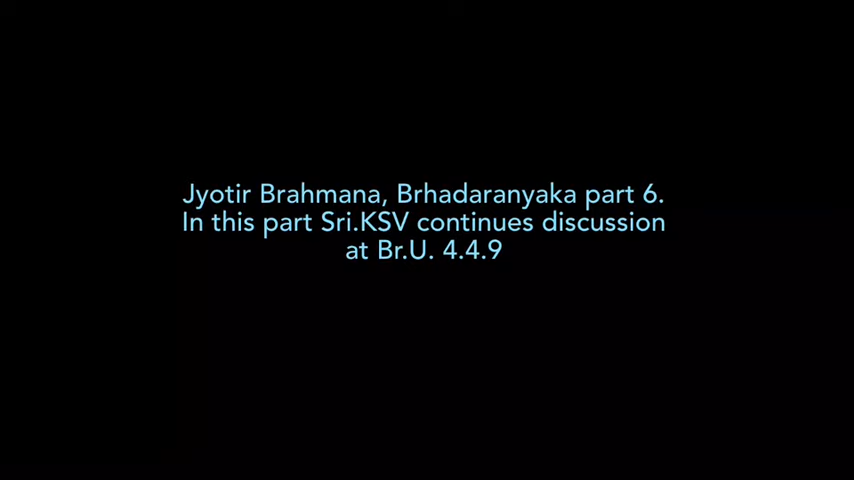 Jyotir Brahmana, Brhadaranyaka part 6.
In this part Sri.KSV continues discussion
at Br.U. 4.4.9